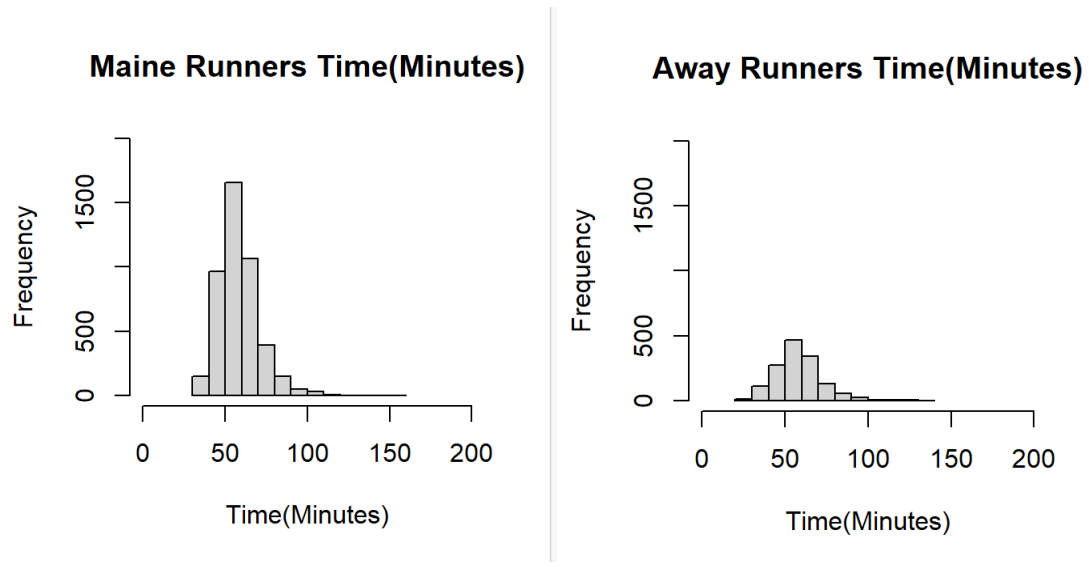 Maine Runners Time(Minutes)
Frequency
1500
500
0
0 50 100 150 200
Time(Minutes)
Away Runners Time(Minutes)
Frequency
1500
500
0
0 50 100 150 200
Time(Minutes)